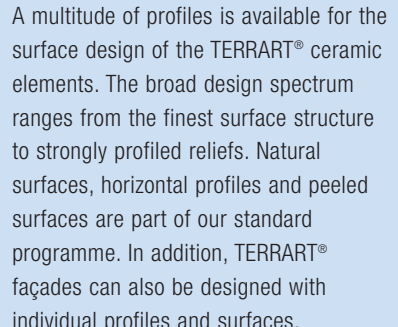 A multitude of profiles is available for the
surface design of the TERRART® ceramic
elements. The broad design spectrum
ranges from the finest surface structure
to strongly profiled reliefs. Natural
surfaces, horizontal profiles and peeled
surfaces are part of our standard
programme. In addition, TERRART®
façades can also be designed with
individual profiles and surfaces.